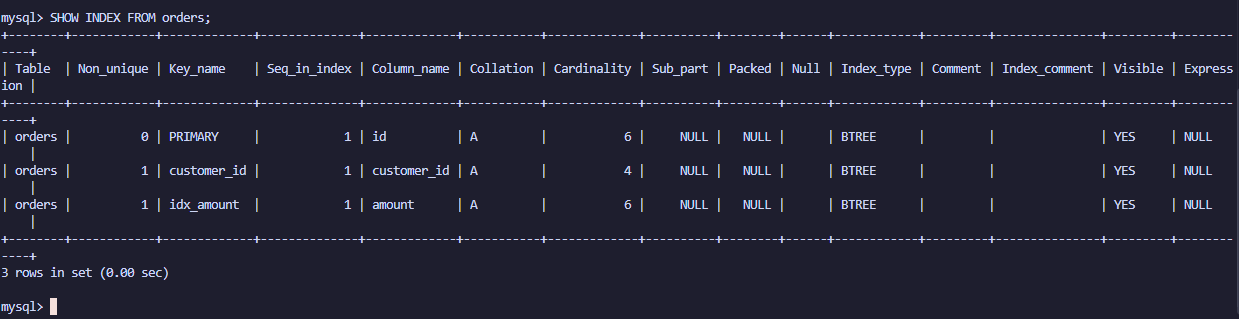 mysql> SHOW INDEX FROM orders;
+--------+------------+-------------+--------------+-------------+-----------+-------------+----------+--------+------+------------+---------+---------------+---------+--------
----+
| Table  | Non_unique | Key_name    | Seq_in_index | Column_name | Collation | Cardinality | Sub_part | Packed | Null | Index_type | Comment | Index_comment | Visible | Express
ion |
+--------+------------+-------------+--------------+-------------+-----------+-------------+----------+--------+------+------------+---------+---------------+---------+--------
----+
| orders |          0 | PRIMARY     |            1 | id          | A         |           6 |     NULL |   NULL |      | BTREE      |         |               | YES     | NULL
    |
| orders |          1 | customer_id |            1 | customer_id | A         |           4 |     NULL |   NULL |      | BTREE      |         |               | YES     | NULL
    |
| orders |          1 | idx_amount  |            1 | amount      | A         |           6 |     NULL |   NULL |      | BTREE      |         |               | YES     | NULL
    |
+--------+------------+-------------+--------------+-------------+-----------+-------------+----------+--------+------+------------+---------+---------------+---------+--------
----+
3 rows in set (0.00 sec)
mysql>